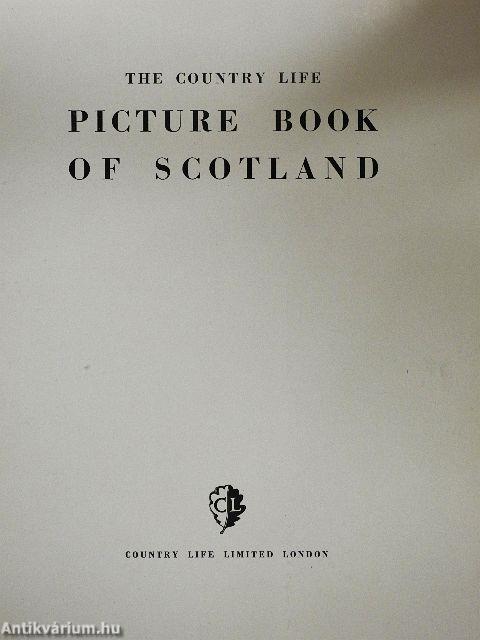 THE COUNTRY LIFE
PICTURE BOOK
OF SCOTLAND
CL
COUNTRY LIFE LIMITED LONDON
Antikvárium.hu